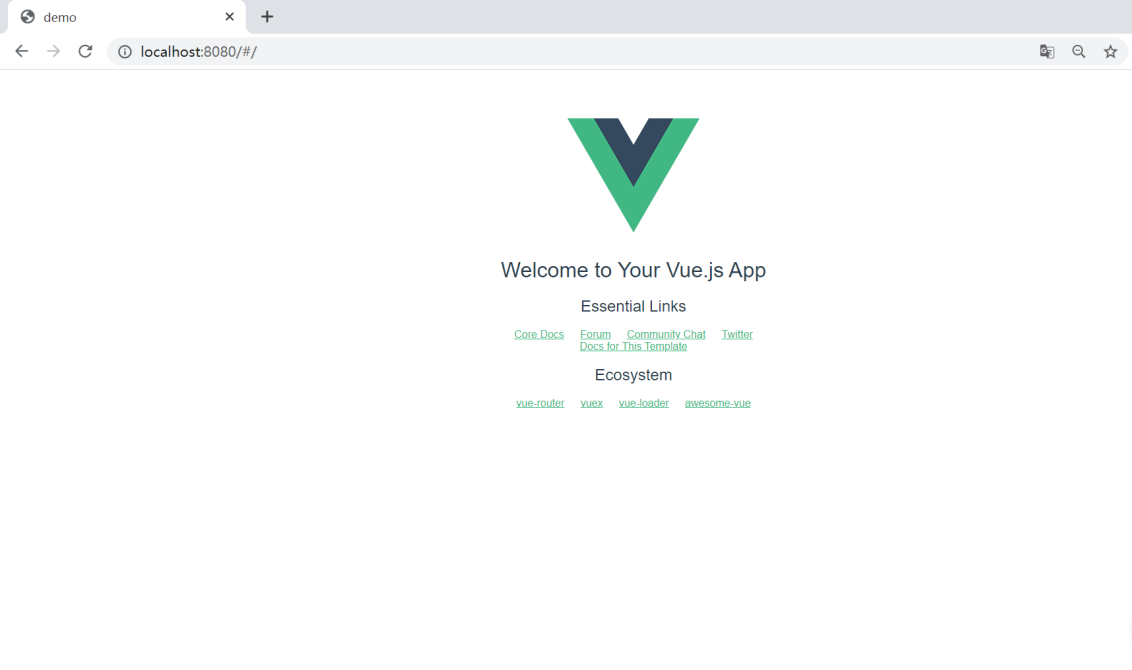 demo
localhost:8080/#/
Welcome to Your Vue.js App
Essential Links
Core Docs Forum Community Chat Twitter
Docs for This Template
Ecosystem
vue-router vuex vue-loader awesome-vue